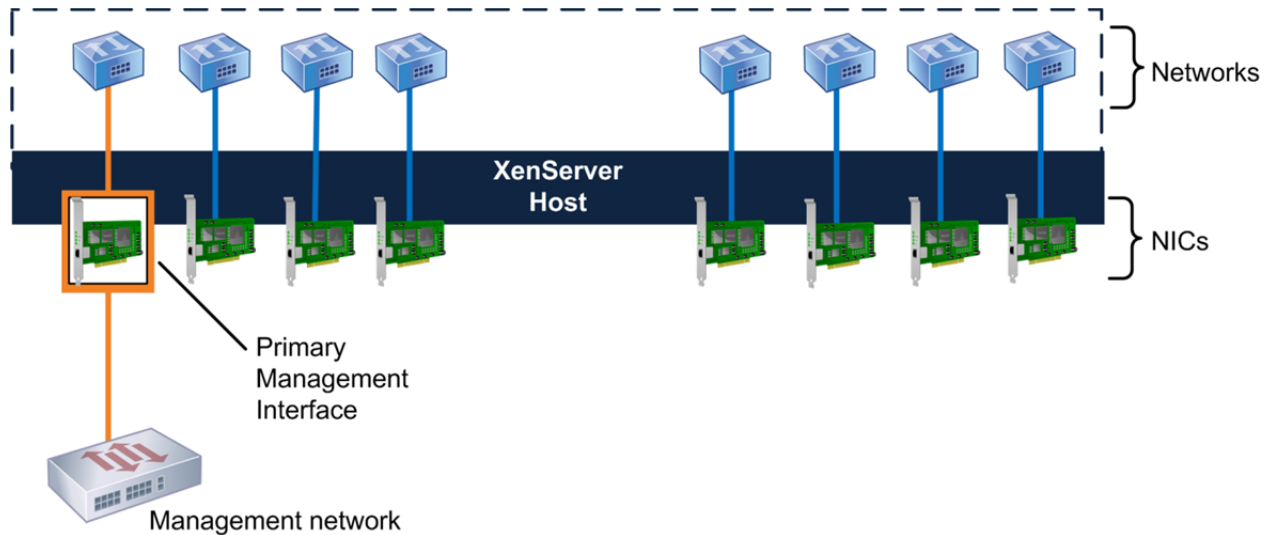 Networks
XenServer
Host
NICs
Primary
Management
Interface
Management network